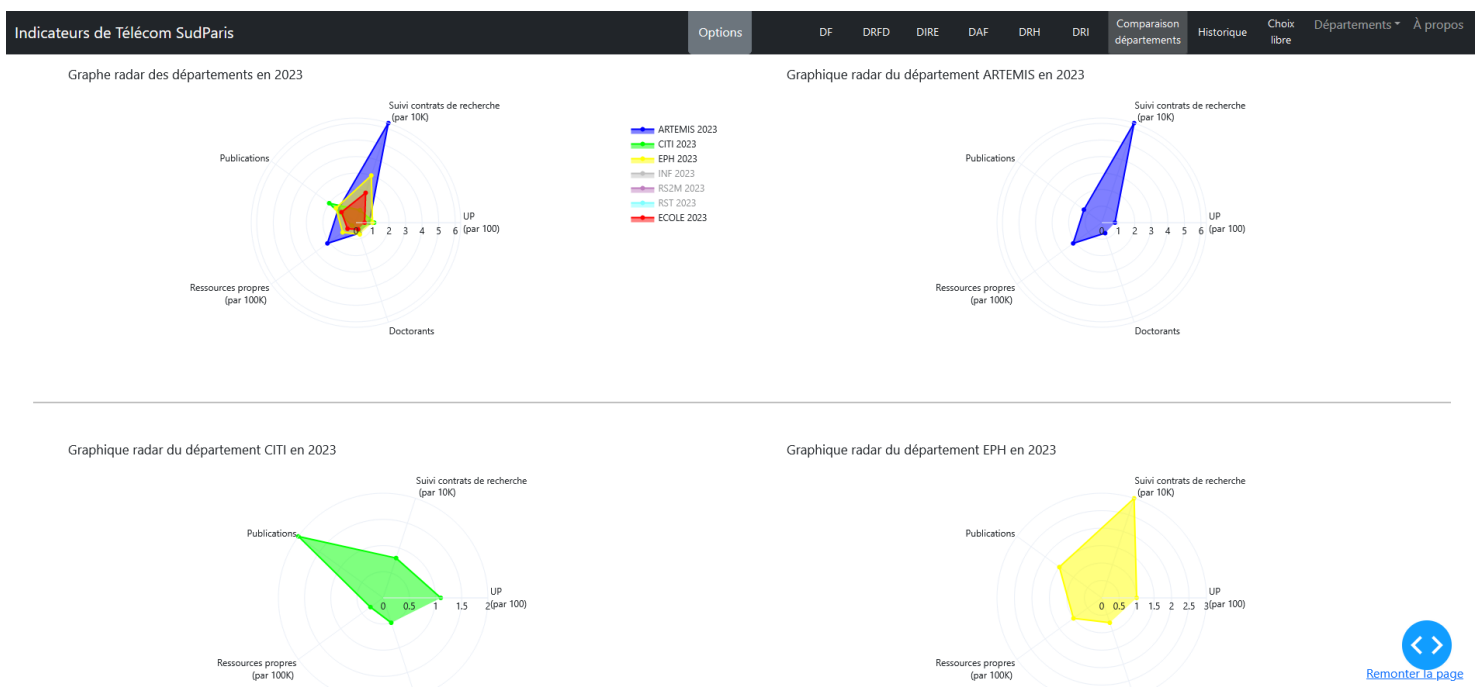 Indicateurs de Télécom SudParis
Options
DF
DRFD
DIRE
DAF
DRH
DRI
Comparaison
départements
Historique
Choix
libre
Départements
À propos
Graphe radar des départements en 2023
Suivi contrats de recherche
(par 10K)
Publications
UP
(par 100)
0 1 2 3 4 5 6
Ressources propres
(par 100K)
Doctorants
ARTEMIS 2023
CITI 2023
EPH 2023
INF 2023
RS2M 2023
RST 2023
ECOLE 2023
Graphique radar du département ARTEMIS en 2023
Suivi contrats de recherche
(par 10K)
Publications
UP
(par 100)
0 1 2 3 4 5 6
Ressources propres
(par 100K)
Doctorants
Graphique radar du département CITI en 2023
Suivi contrats de recherche
(par 10K)
Publications
UP
(par 100)
0 0.5 1 1.5 2
Ressources propres
(par 100K)
Graphique radar du département EPH en 2023
Suivi contrats de recherche
(par 10K)
Publications
UP
(par 100)
0 0.5 1 1.5 2 2.5 3
Ressources propres
(par 100K)
Remonter la page